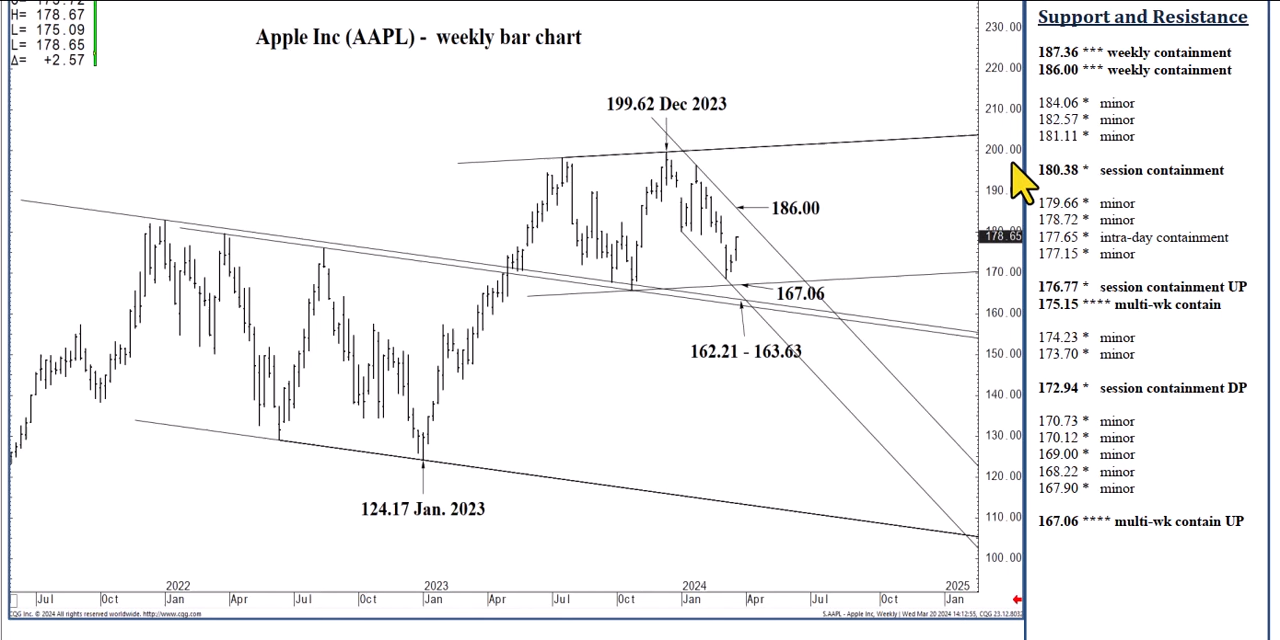 H= 178.67
L= 175.09
L= 178.65
Δ= +2.57
Apple Inc (AAPL) - weekly bar chart
199.62 Dec 2023
186.00
167.06
162.21 - 163.63
124.17 Jan. 2023
230.00
220.00
210.00
200.00
190.
180.00
178.65
170.00
160.00
150.00
140.00
130.00
120.00
110.00
100.00
2022
2023
2024
2025
Jul Oct Jan Apr Jul Oct Jan Apr Jul Oct Jan Apr Jul Oct Jan
CQG Inc. © 2024 All rights reserved worldwide. http://www.cqg.com
S.AAPL - Apple Inc, Weekly | Wed Mar 20 2024 14:12:55, CQG 23.12.8032
Support and Resistance
187.36 *** weekly containment
186.00 *** weekly containment
184.06 * minor
182.57 * minor
181.11 * minor
180.38 * session containment
179.66 * minor
178.72 * minor
177.65 * intra-day containment
177.15 * minor
176.77 * session containment UP
175.15 **** multi-wk contain
174.23 * minor
173.70 * minor
172.94 * session containment DP
170.73 * minor
170.12 * minor
169.00 * minor
168.22 * minor
167.90 * minor
167.06 **** multi-wk contain UP